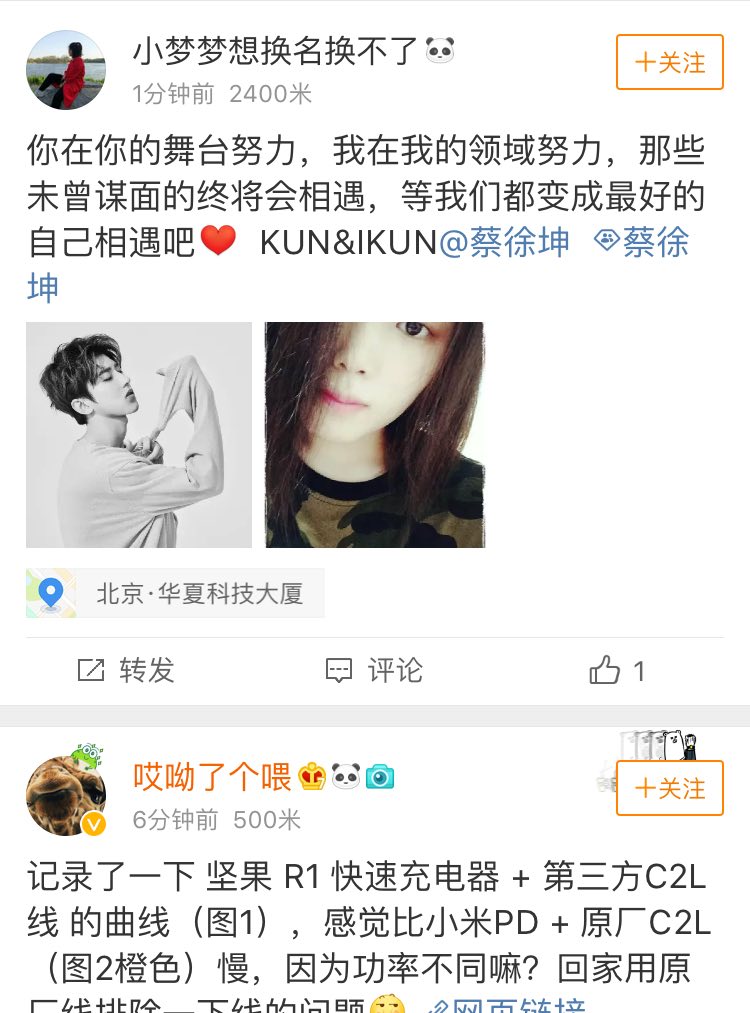 小梦梦想换名换不了🐼
+关注
1分钟前 2400米
你在你的舞台努力，我在我的领域努力，那些
未曾谋面的终将会相遇，等我们都变成最好的
自己相遇吧❤️ KUN&IKUN@蔡徐坤 蔡徐
坤
北京·华夏科技大厦
转发
评论
1
哎呦了个喂
+关注
6分钟前 500米
记录了一下 坚果 R1 快速充电器 + 第三方C2L
线 的曲线（图1），感觉比小米PD + 原厂C2L
（图2橙色）慢，因为功率不同嘛？回家用原
厂线排除一下线的问题🤔 网页链接